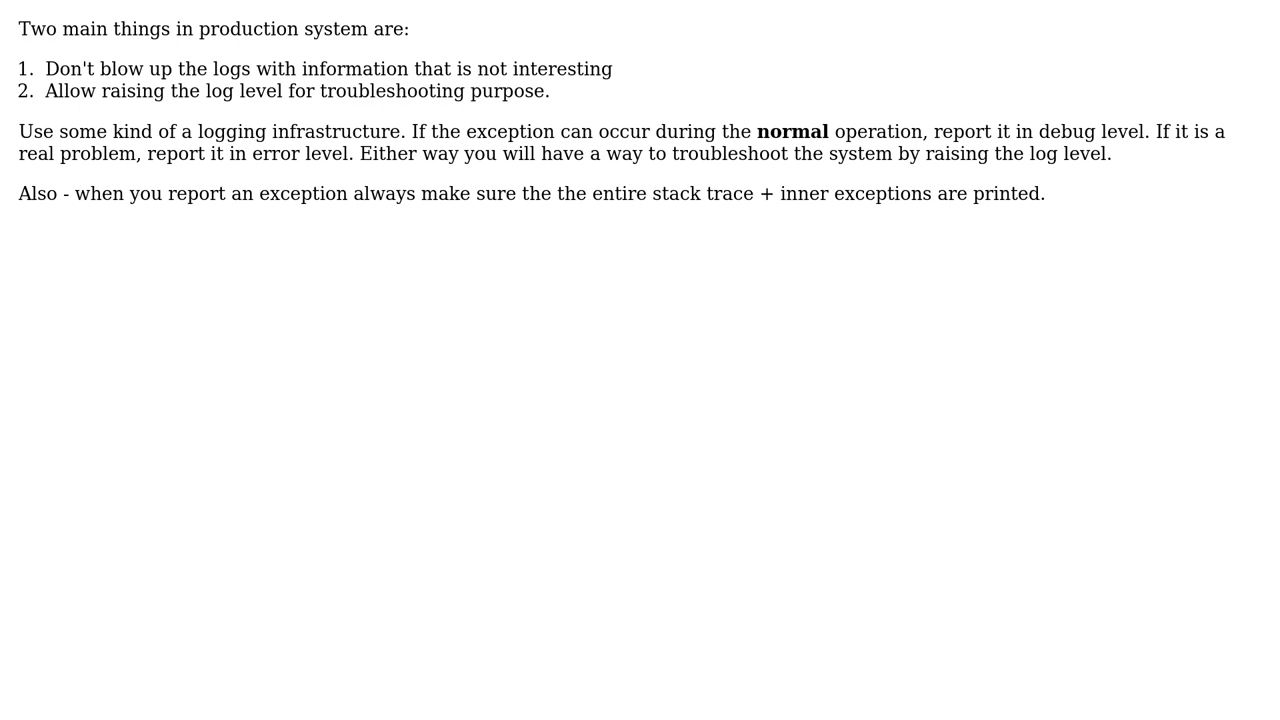 Two main things in production system are:
1. Don't blow up the logs with information that is not interesting
2. Allow raising the log level for troubleshooting purpose.
Use some kind of a logging infrastructure. If the exception can occur during the normal operation, report it in debug level. If it is a
real problem, report it in error level. Either way you will have a way to troubleshoot the system by raising the log level.
Also - when you report an exception always make sure the the entire stack trace + inner exceptions are printed.